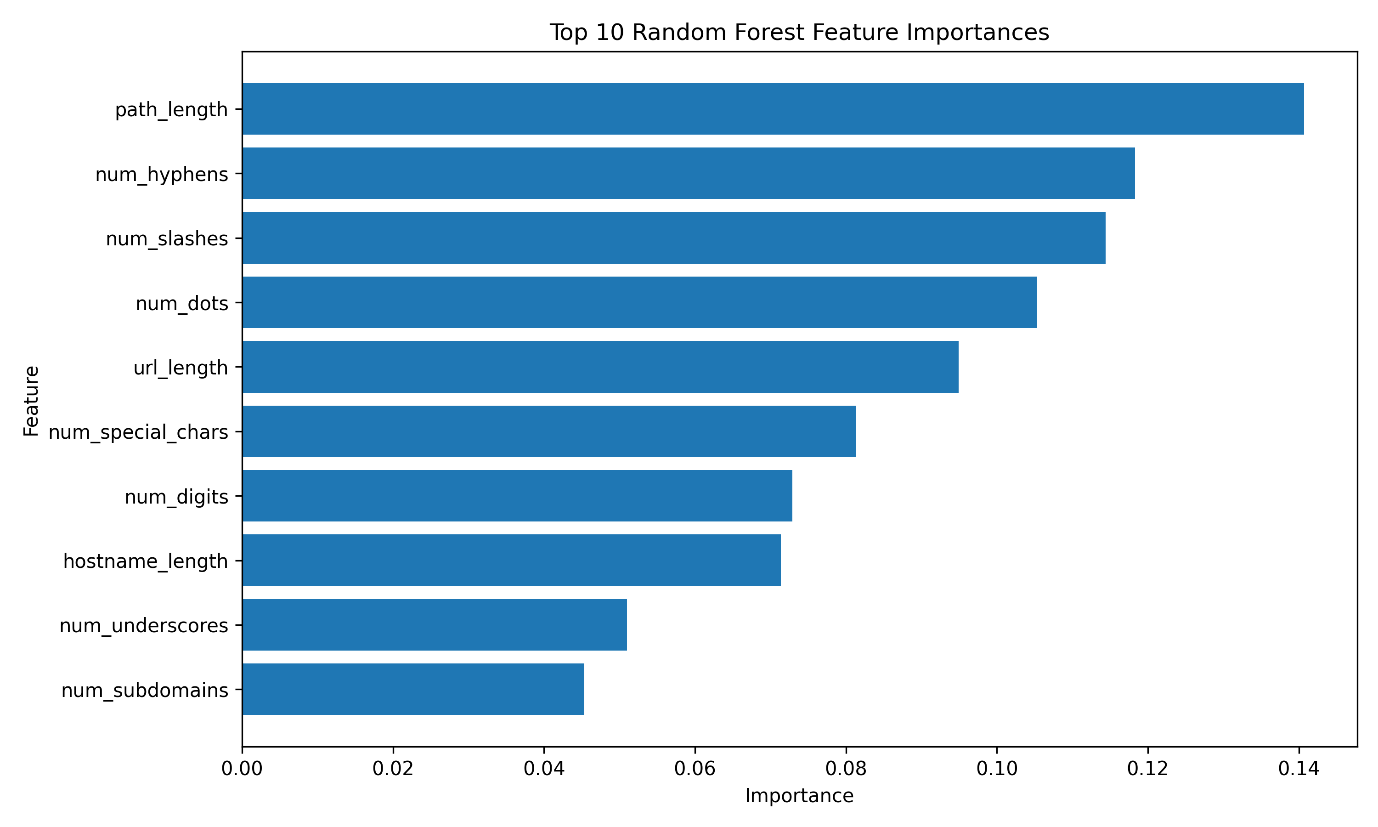 Top 10 Random Forest Feature Importances
path_length
num_hyphens
num_slashes
num_dots
url_length
num_special_chars
num_digits
hostname_length
num_underscores
num_subdomains
Feature
0.00 0.02 0.04 0.06 0.08 0.10 0.12 0.14
Importance